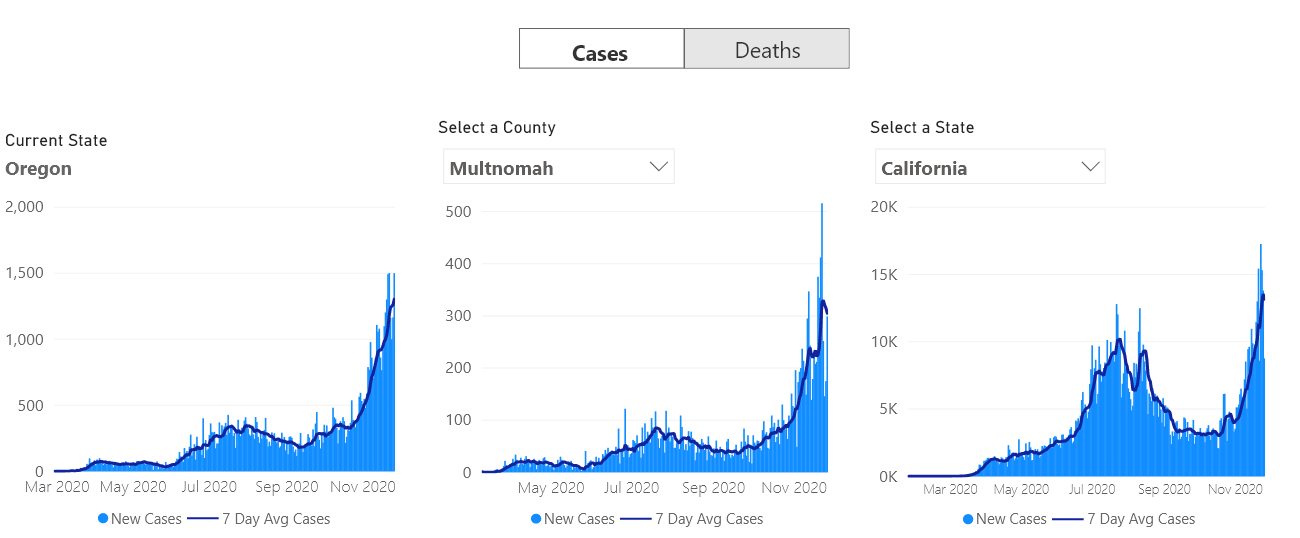 Cases Deaths
Current State
Oregon
2,000
1,500
1,000
500
0
Mar 2020 May 2020 Jul 2020 Sep 2020 Nov 2020
New Cases 7 Day Avg Cases
Select a County
Multnomah
500
400
300
200
100
0
May 2020 Jul 2020 Sep 2020 Nov 2020
New Cases 7 Day Avg Cases
Select a State
California
20K
15K
10K
5K
0K
Mar 2020 May 2020 Jul 2020 Sep 2020 Nov 2020
New Cases 7 Day Avg Cases